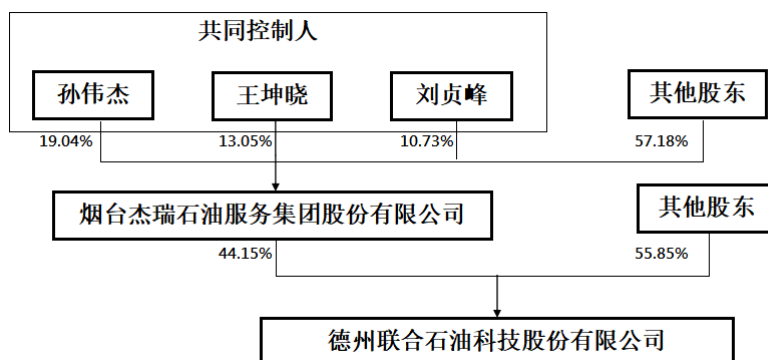 共同控制人
孙伟杰
王坤晓
刘贞峰
其他股东
19.04%
13.05%
10.73%
57.18%
烟台杰瑞石油服务集团股份有限公司
其他股东
44.15%
55.85%
德州联合石油科技股份有限公司